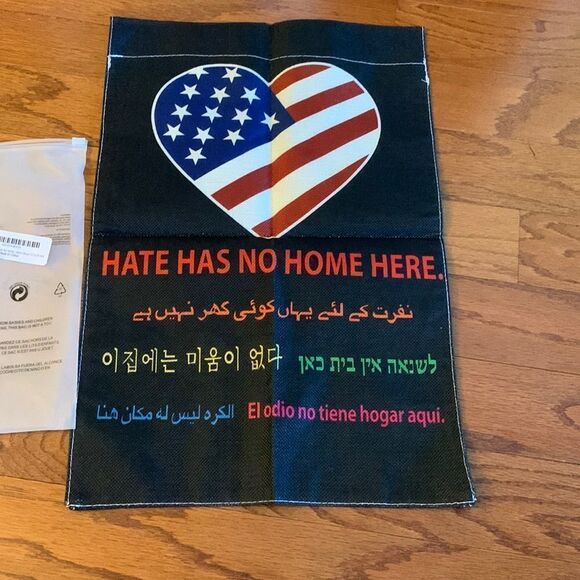 HATE HAS NO HOME HERE.
نفرت کے لئے یہاں کوئی گھر نہیں ہے
이 집에는 미움이 없다
לשנאה אין בית כאן
الكره ليس له مكان هنا
El odio no tiene hogar aquí.